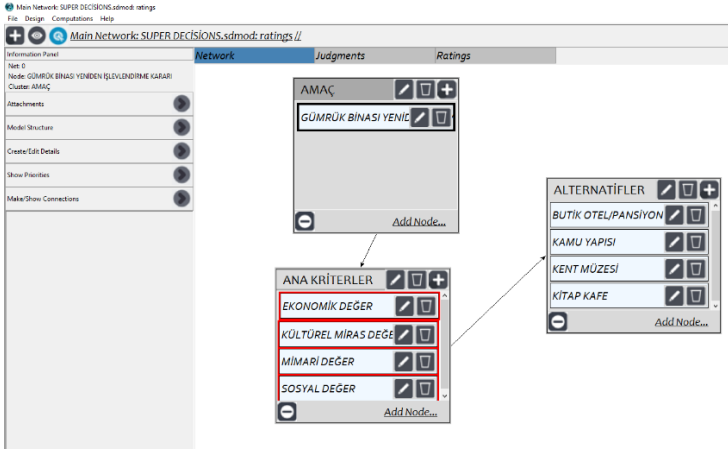 Main Network: SUPER DECİSİONS.sdmod: ratings
File Design Computations Help
Main Network: SUPER DECİSİONS.sdmod: ratings //
Information Panel
Network Judgments Ratings
Net: 0
Node: GÜMRÜK BİNASI YENİDEN İŞLEVLENDİRME KARARI
Cluster: AMAÇ
Attachments
Model Structure
Create/Edit Details
Show Priorities
Make/Show Connections
AMAÇ
GÜMRÜK BİNASI YENİD
Add Node...
ANA KRİTERLER
EKONOMİK DEĞER
KÜLTÜREL MİRAS DEĞE
MİMARİ DEĞER
SOSYAL DEĞER
Add Node...
ALTERNATİFLER
BUTİK OTEL/PANSİYON
KAMU YAPISI
KENT MÜZESİ
KİTAP KAFE
Add Node...